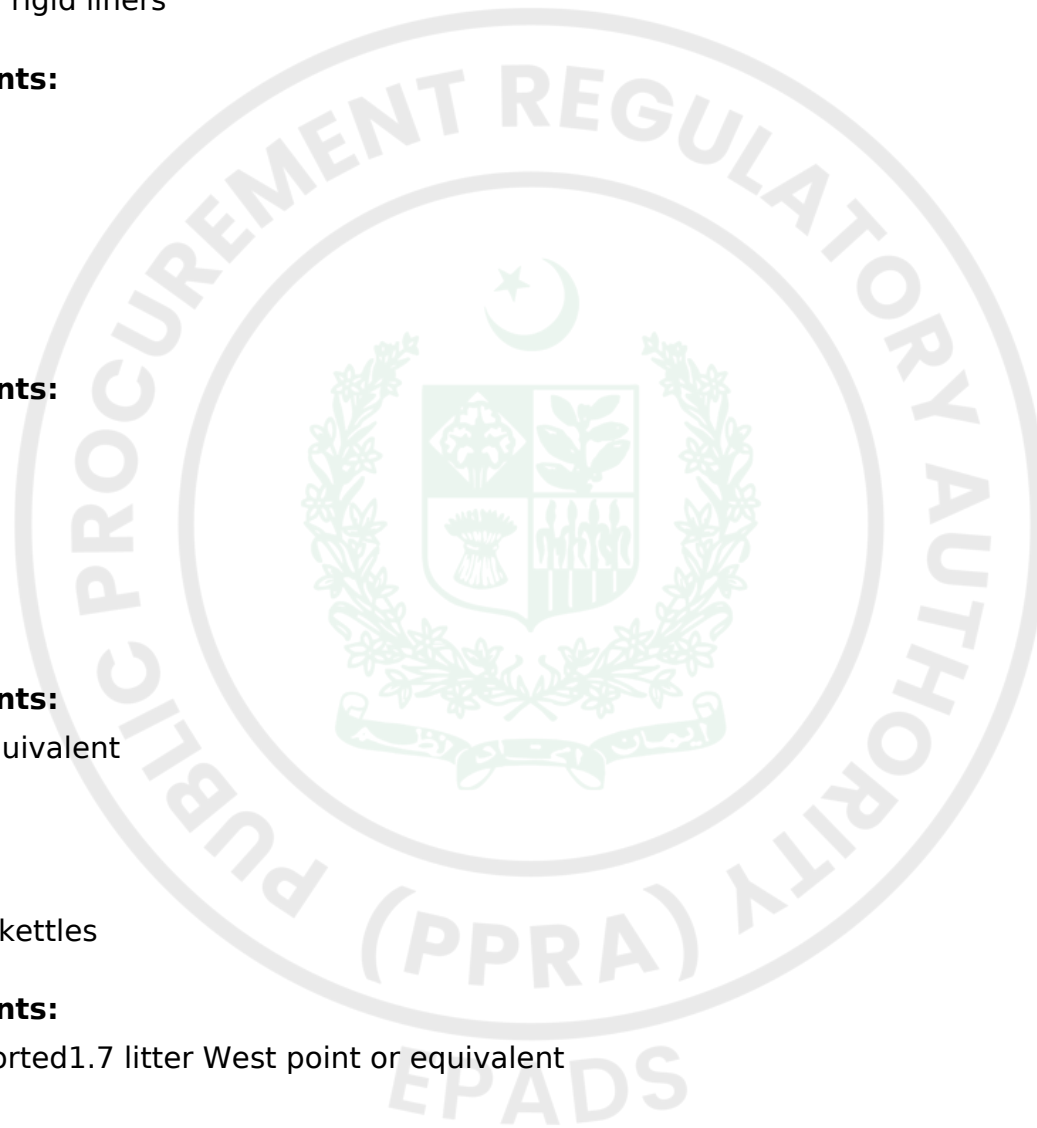 rigid liners
nts:
nts:
nts:
uivalent
kettles
nts:
orted1.7 litter West point or equivalent
PUBLIC PROCUREMENT REGULATORY AUTHORITY
(PPRA)
EPADS